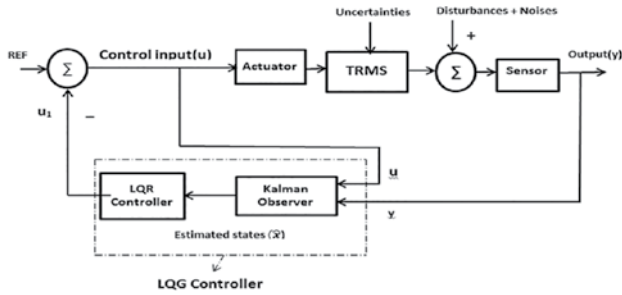 Uncertainties
Disturbances + Noises
REF
Σ
Control input(u)
Actuator
TRMS
+
Σ
Sensor
Output(y)
u1
−
LQR
Controller
Kalman
Observer
u
y
Estimated states (x̂)
LQG Controller